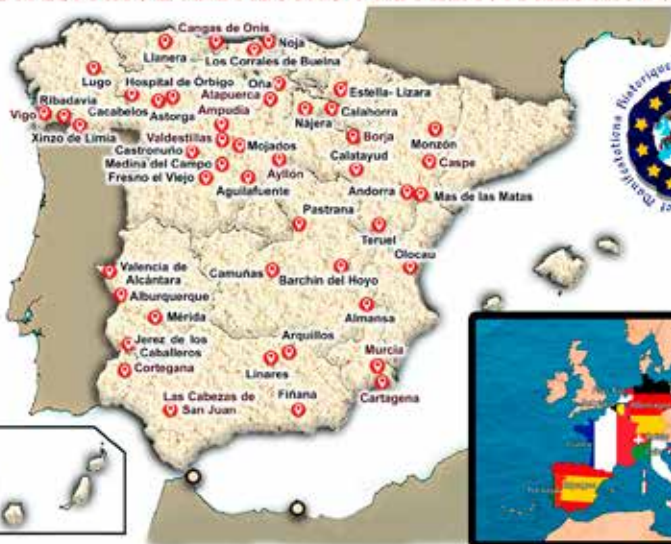 Cangas de Onís
Noja
Llanera
Los Corrales de Buelna
Lugo
Hospital de Órbigo
Oña
Estella- Lizara
Atapuerca
Ribadavia
Cacabelos
Astorga
Ampudia
Nájera
Calahorra
Vigo
Xinzo de Limia
Valdestillas
Mojados
Borja
Monzón
Castronuño
Calatayud
Caspe
Medina del Campo
Ayllón
Fresno el Viejo
Aguilafuente
Andorra
Mas de las Matas
Pastrana
Teruel
Olocau
Valencia de
Alcántara
Camuñas
Barchín del Hoyo
Alburquerque
Mérida
Almansa
Jerez de los
Caballeros
Arquillos
Murcia
Cortegana
Linares
Cartagena
Las Cabezas de
San Juan
Fiñana